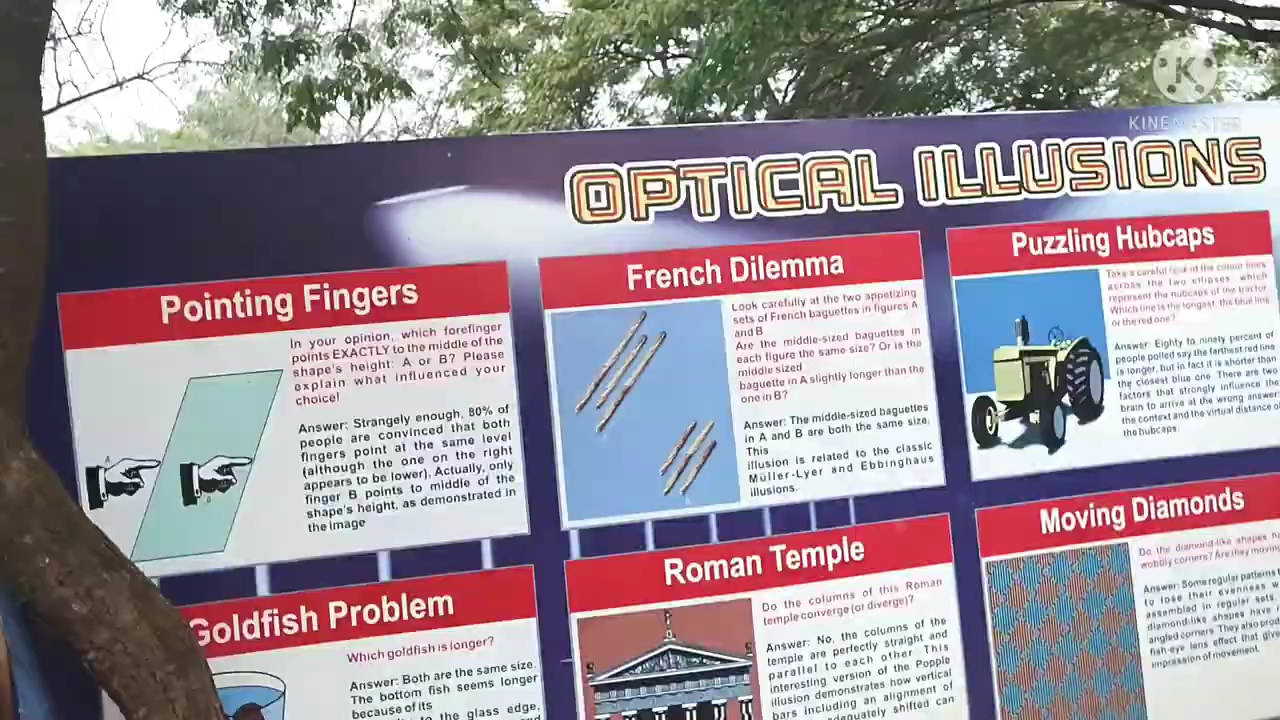 KINEMASTER
OPTICAL ILLUSIONS
Pointing Fingers
In your opinion, which forefinger
points EXACTLY to the middle of the
shape's height: A or B? Please
explain what influenced your
choice!
Answer: Strangely enough, 80% of
people are convinced that both
fingers point at the same level
(although the one on the right
appears to be lower). Actually, only
finger B points to middle of the
shape's height, as demonstrated in
the image
French Dilemma
Look carefully at the two appetizing
sets of French baguettes in figures A
and B.
Are the middle-sized baguettes in
each figure the same size? Or is the
middle sized
baguette in A slightly longer than the
one in B?
Answer: The middle-sized baguettes
in A and B are both the same size.
This
illusion is related to the classic
Müller-Lyer and Ebbinghaus
illusions.
Puzzling Hubcaps
Take a careful look at the colour lines
across the two ellipses, which
represent the hubcaps of the tractor
Which line is the longest, the blue line
or the red one?
Answer: Eighty to ninety percent of
people polled say the farthest red line
is longer, but in fact it is shorter than
the closest blue one. There are two
factors that strongly influence the
brain to arrive at the wrong answer:
the context and the virtual distance of
the hubcaps.
Goldfish Problem
Which goldfish is longer?
Answer: Both are the same size.
The bottom fish seems longer
because of its
to the glass edge,
Roman Temple
Do the columns of this Roman
temple converge (or diverge)?
Answer: No, the columns of the
temple are perfectly straight and
parallel to each other. This
interesting version of the Popple
illusion demonstrates how vertical
bars including an alignment of
adequately shifted can
Moving Diamonds
Do the diamond-like shapes
wobbly corners? Are they moving
Answer: Some regular patterns
to lose their evenness
assembled in regular sets.
diamond-like shapes have
angled corners. They also
fish-eye lens effect that
impression of movement.